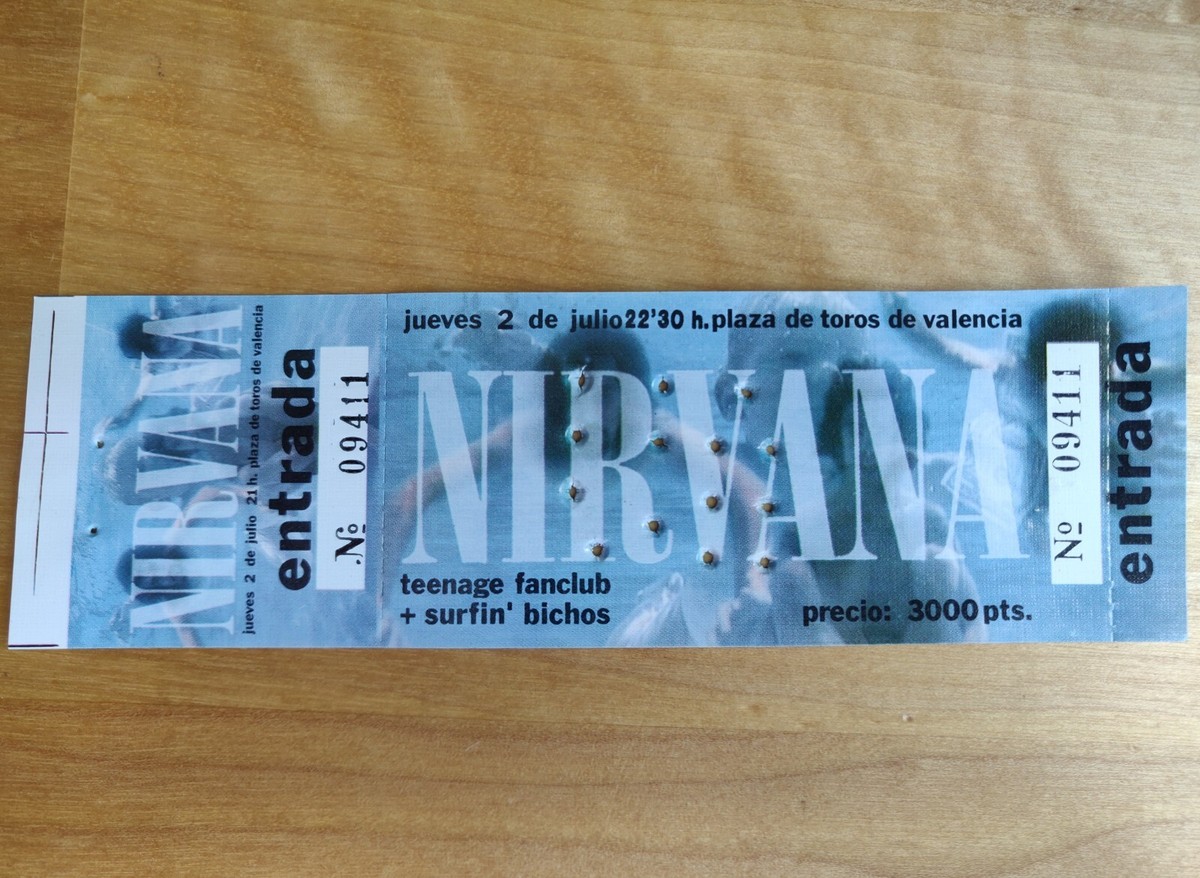 NIRVANA
jueves 2 de julio 21 h. plaza de toros de valencia
entrada
Nº 09411
jueves 2 de julio 22'30 h. plaza de toros de valencia
NIRVANA
teenage fanclub
+ surfin' bichos
precio: 3000 pts.
Nº 09411
entrada